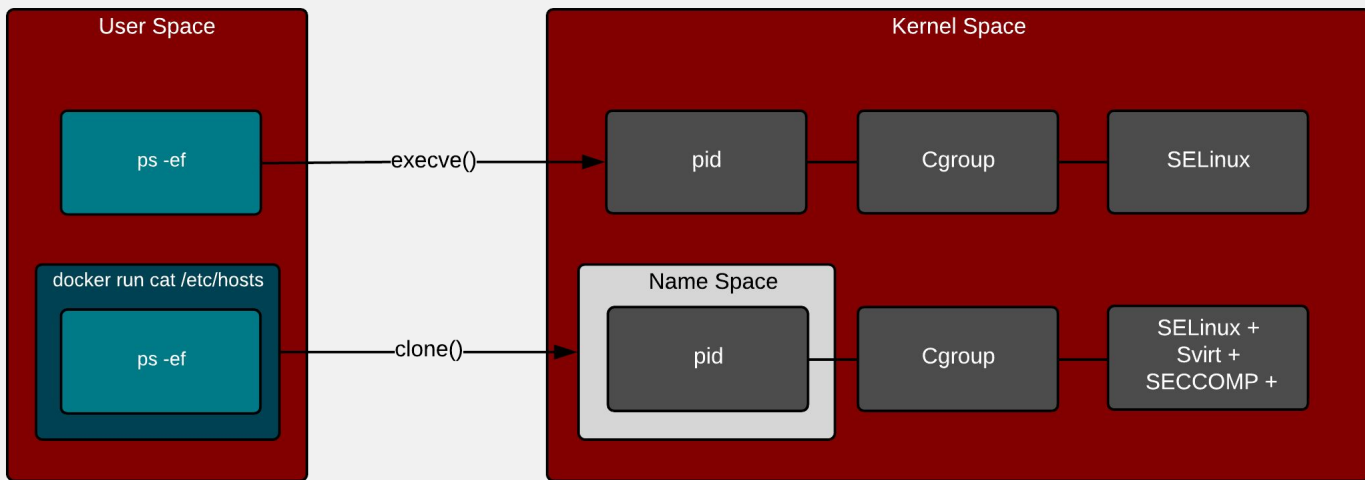 User Space
Kernel Space
ps -ef
execve()
pid
Cgroup
SELinux
docker run cat /etc/hosts
ps -ef
clone()
Name Space
pid
Cgroup
SELinux +
Svirt +
SECCOMP +